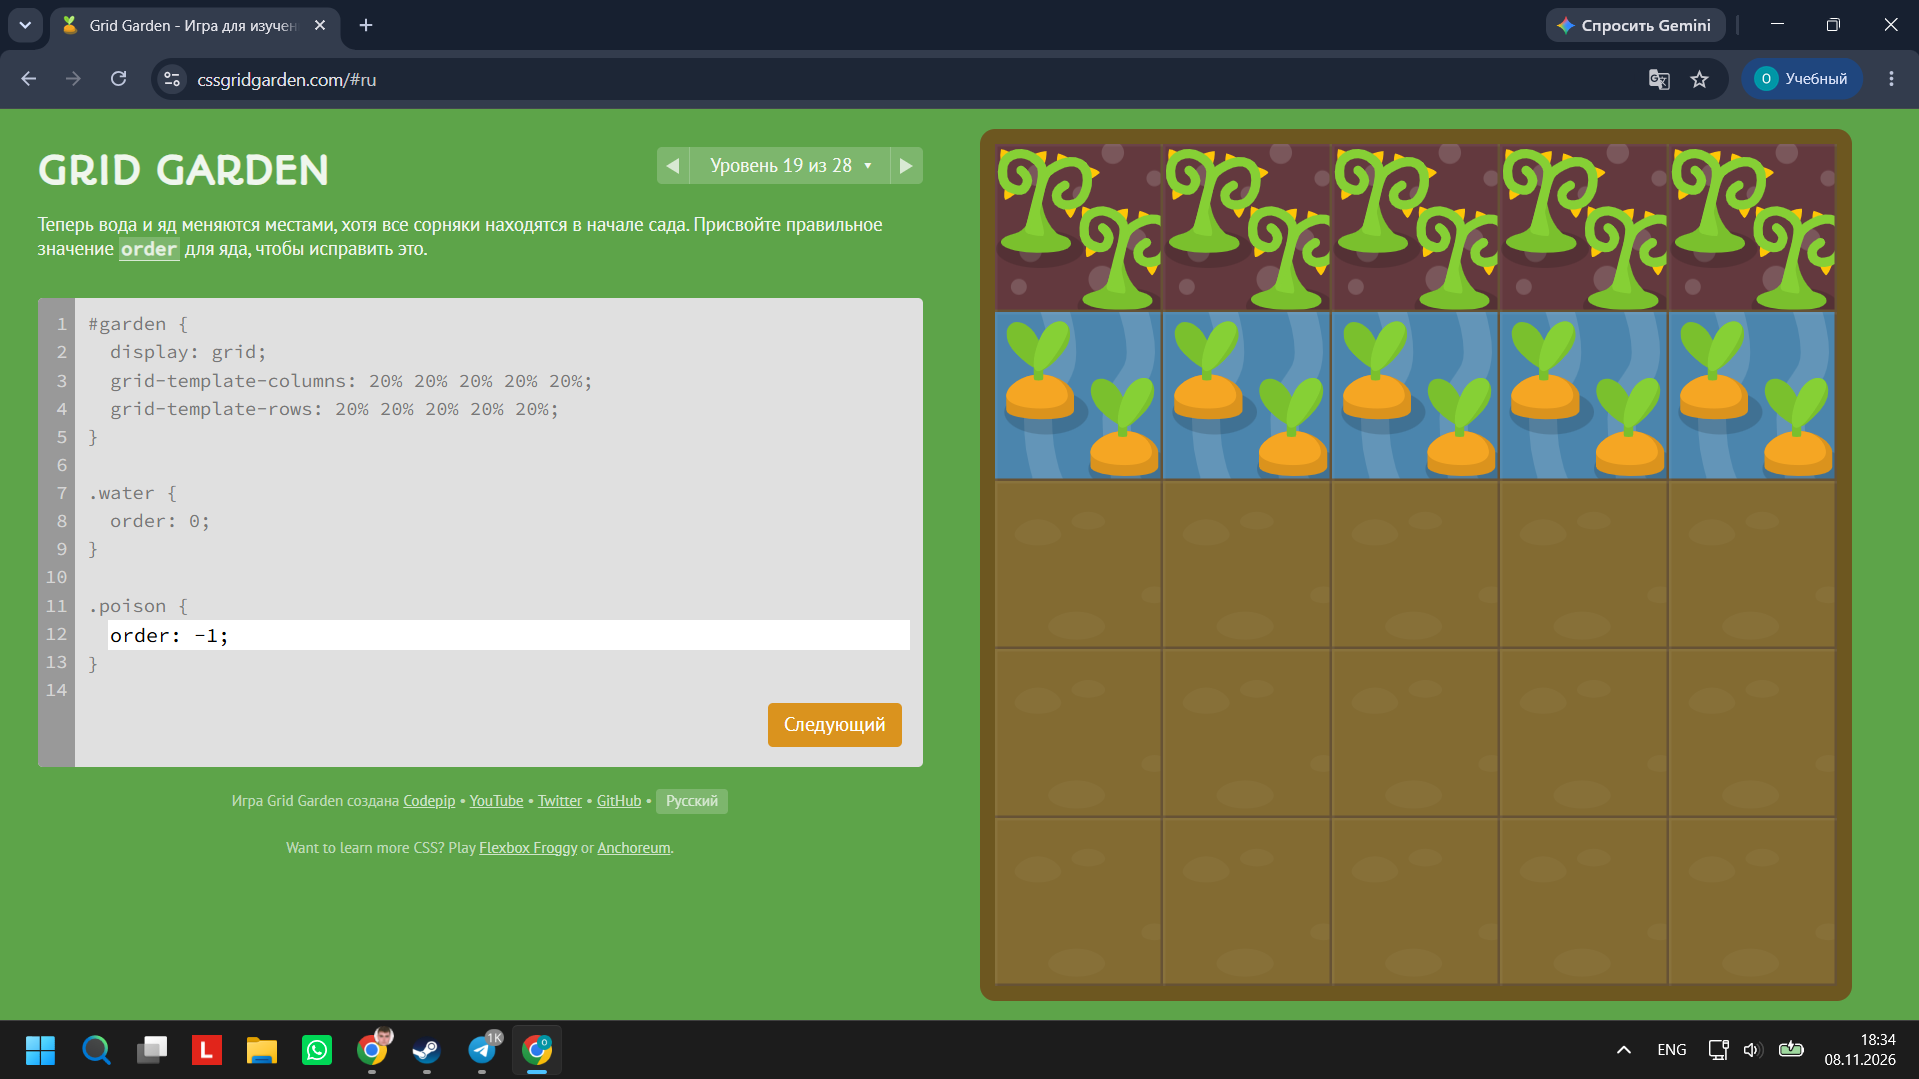 Grid Garden - Игра для изучен
Спросить Gemini
cssgridgarden.com/#ru
О Учебный
GRID GARDEN
Уровень 19 из 28
Теперь вода и яд меняются местами, хотя все сорняки находятся в начале сада. Присвойте правильное
значение order для яда, чтобы исправить это.
1 #garden {
2 display: grid;
3 grid-template-columns: 20% 20% 20% 20% 20%;
4 grid-template-rows: 20% 20% 20% 20% 20%;
5 }
6
7 .water {
8 order: 0;
9 }
10
11 .poison {
12 order: -1;
13 }
14
Следующий
Игра Grid Garden создана Codepip • YouTube • Twitter • GitHub • Русский
Want to learn more CSS? Play Flexbox Froggy or Anchoreum.
L
1K
O
ENG
18:34
08.11.2026